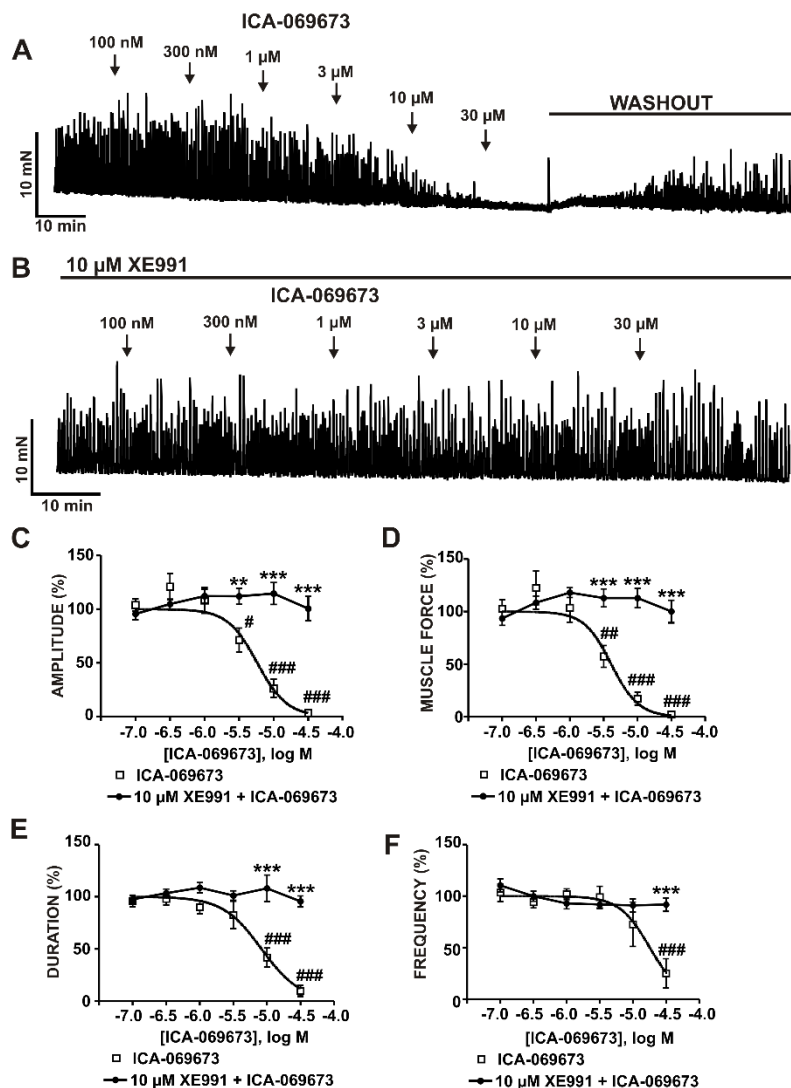 ICA-069673
A
100 nM
300 nM
1 µM
3 µM
10 µM
30 µM
WASHOUT
10 mN
10 min
B
10 µM XE991
ICA-069673
100 nM
300 nM
1 µM
3 µM
10 µM
30 µM
10 mN
10 min
C
AMPLITUDE (%)
150
100
50
0
** *** ***
# ### ###
-7.0 -6.5 -6.0 -5.5 -5.0 -4.5 -4.0
[ICA-069673], log M
ICA-069673
10 µM XE991 + ICA-069673
D
MUSCLE FORCE (%)
150
100
50
0
*** *** ***
## ### ###
-7.0 -6.5 -6.0 -5.5 -5.0 -4.5 -4.0
[ICA-069673], log M
ICA-069673
10 µM XE991 + ICA-069673
E
DURATION (%)
150
100
50
0
*** ***
### ###
-7.0 -6.5 -6.0 -5.5 -5.0 -4.5 -4.0
[ICA-069673], log M
ICA-069673
10 µM XE991 + ICA-069673
F
FREQUENCY (%)
150
100
50
0
***
###
-7.0 -6.5 -6.0 -5.5 -5.0 -4.5 -4.0
[ICA-069673], log M
ICA-069673
10 µM XE991 + ICA-069673